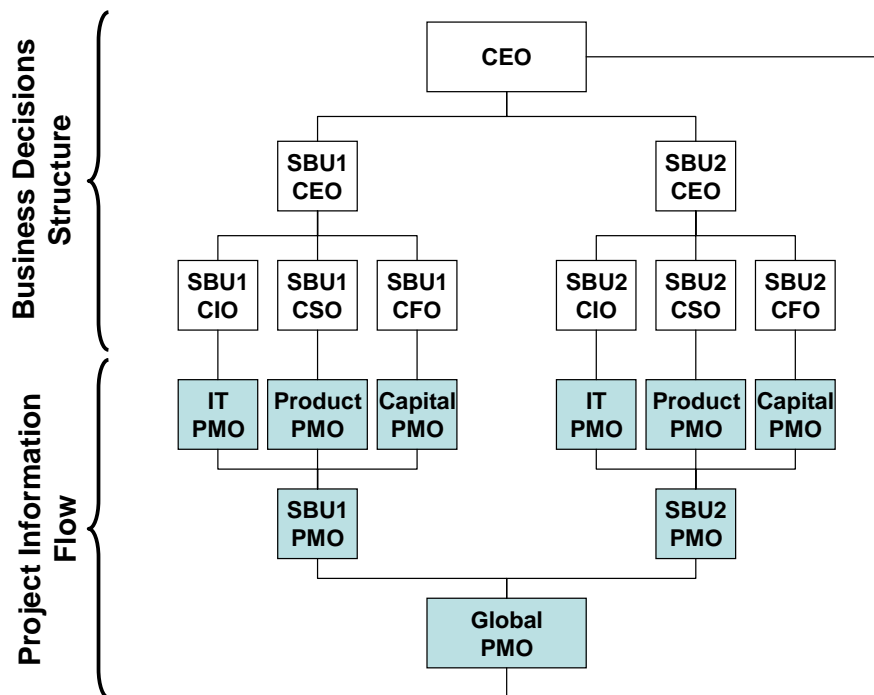 Business Decisions
Structure
CEO
SBU1
CEO
SBU2
CEO
SBU1
CIO
SBU1
CSO
SBU1
CFO
SBU2
CIO
SBU2
CSO
SBU2
CFO
Project Information
Flow
IT
PMO
Product
PMO
Capital
PMO
IT
PMO
Product
PMO
Capital
PMO
SBU1
PMO
SBU2
PMO
Global
PMO